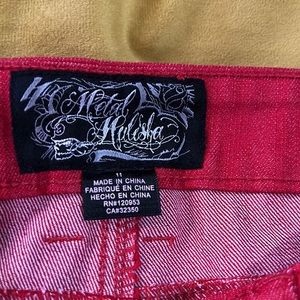 Metal
Mulisha
11
MADE IN CHINA
FABRIQUÉ EN CHINE
HECHO EN CHINA
RN#120953
CA#32350